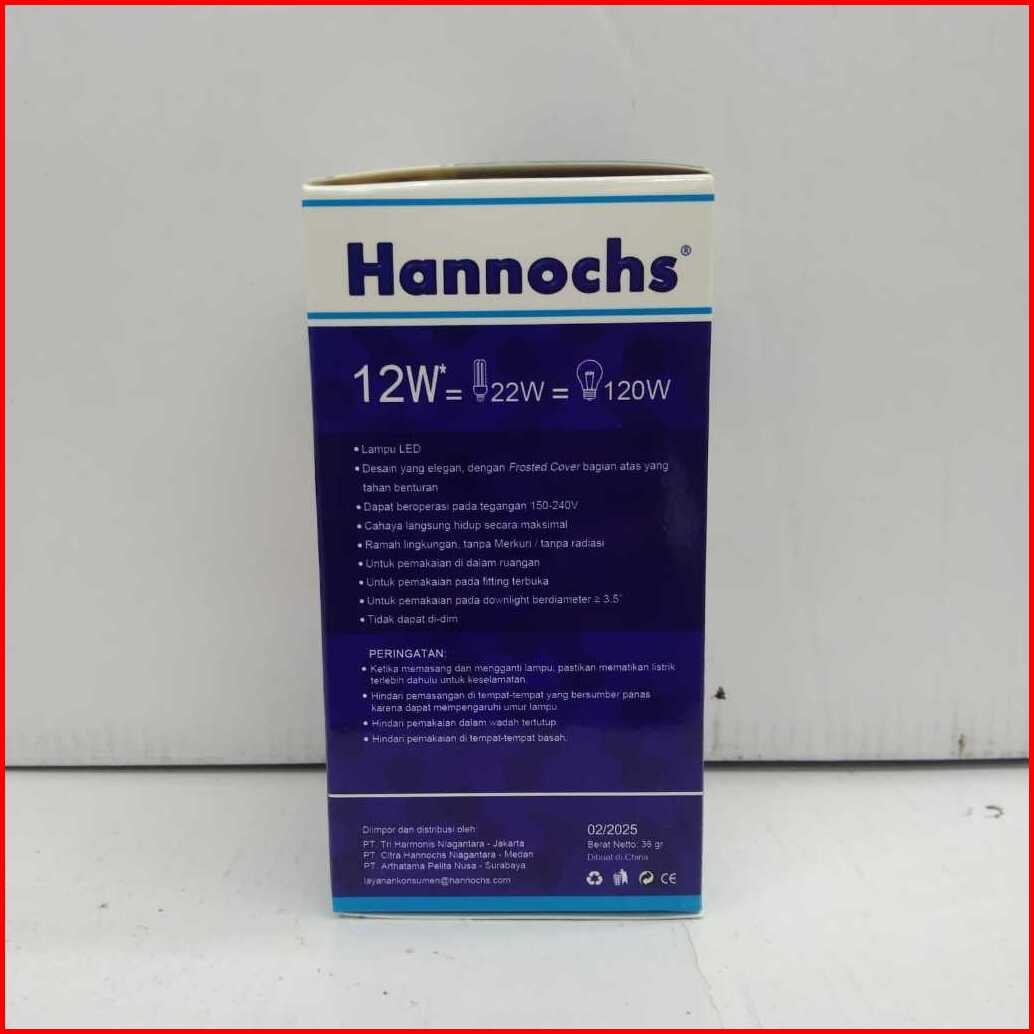 Hannochs®
12W* = 22W = 120W
• Lampu LED
• Desain yang elegan, dengan Frosted Cover bagian atas yang
tahan benturan
• Dapat beroperasi pada tegangan 150-240V
• Cahaya langsung hidup secara maksimal
• Ramah lingkungan, tanpa Merkuri / tanpa radiasi
• Untuk pemakaian di dalam ruangan
• Untuk pemakaian pada fitting terbuka
• Untuk pemakaian pada downlight berdiameter ≥ 3.5"
• Tidak dapat di-dim
PERINGATAN:
• Ketika memasang dan mengganti lampu, pastikan mematikan listrik
terlebih dahulu untuk keselamatan.
• Hindari pemasangan di tempat-tempat yang bersumber panas
karena dapat mempengaruhi umur lampu.
• Hindari pemakaian dalam wadah tertutup.
• Hindari pemakaian di tempat-tempat basah.
Diimpor dan distribusi oleh
PT. Tri Harmonis Niagantara - Jakarta
PT. Citra Hannochs Niagantara - Medan
PT. Arthatama Pelita Nusa - Surabaya
layanankonsumen@hannochs.com
02/2025
Berat Netto: 36 gr
Dibuat di China
CE